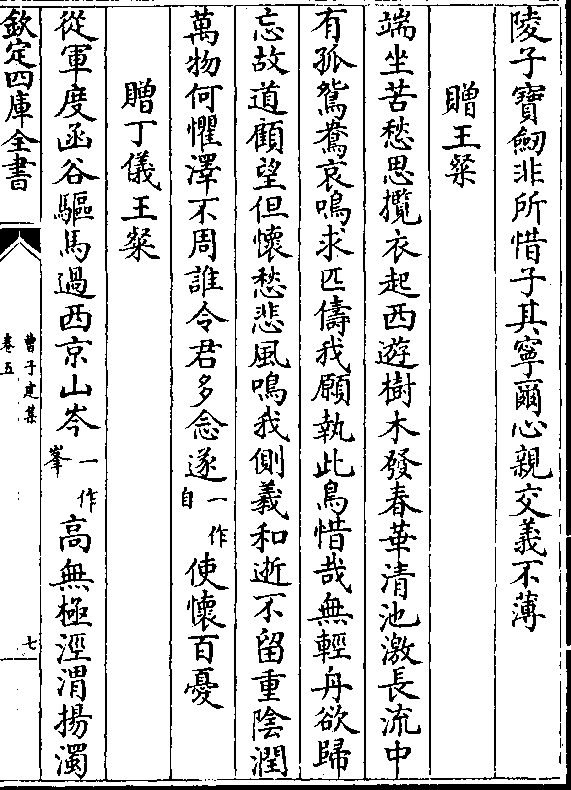 陵子寶劒非所惜子其寧爾心親交義不薄
贈王粲
端坐苦愁思攬衣起西遊樹木發春華清池激長流中
有孤鴛鴦哀鳴求匹儔我願執此鳥惜哉無輕舟欲歸
忘故道顧望但懷愁悲風鳴我側羲和逝不留重陰潤
萬物何懼澤不周誰令君多念遂一作自使懷百憂
贈丁儀王粲
從軍度函谷驅馬過西京山岑一作峯高無極涇渭揚濁
欽定四庫全書
曹子建集
卷五
七